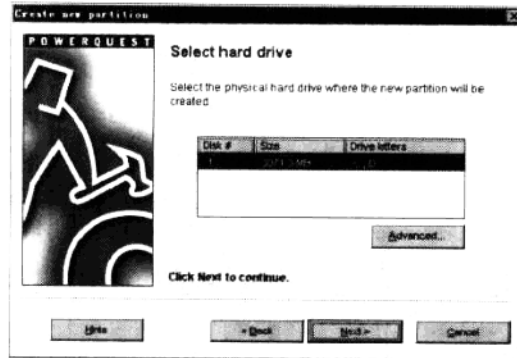 Create new partition
POWERQUEST
Select hard drive
Select the physical hard drive where the new partition will be
created
Disk # Size Drive letters
1
Advanced...
Click Next to continue.
Hints < Back Next > Cancel